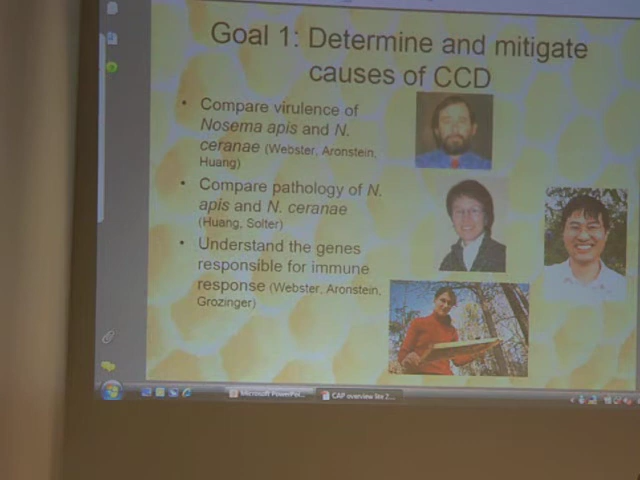 Goal 1: Determine and mitigate
causes of CCD
• Compare virulence of
Nosema apis and N.
ceranae (Webster, Aronstein,
Huang)
• Compare pathology of N.
apis and N. ceranae
(Huang, Solter)
• Understand the genes
responsible for immune
response (Webster, Aronstein,
Grozinger)
Microsoft PowerPoi...
CAP overview lite 2...